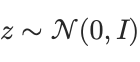 z ∼ 𝒩(0, I)